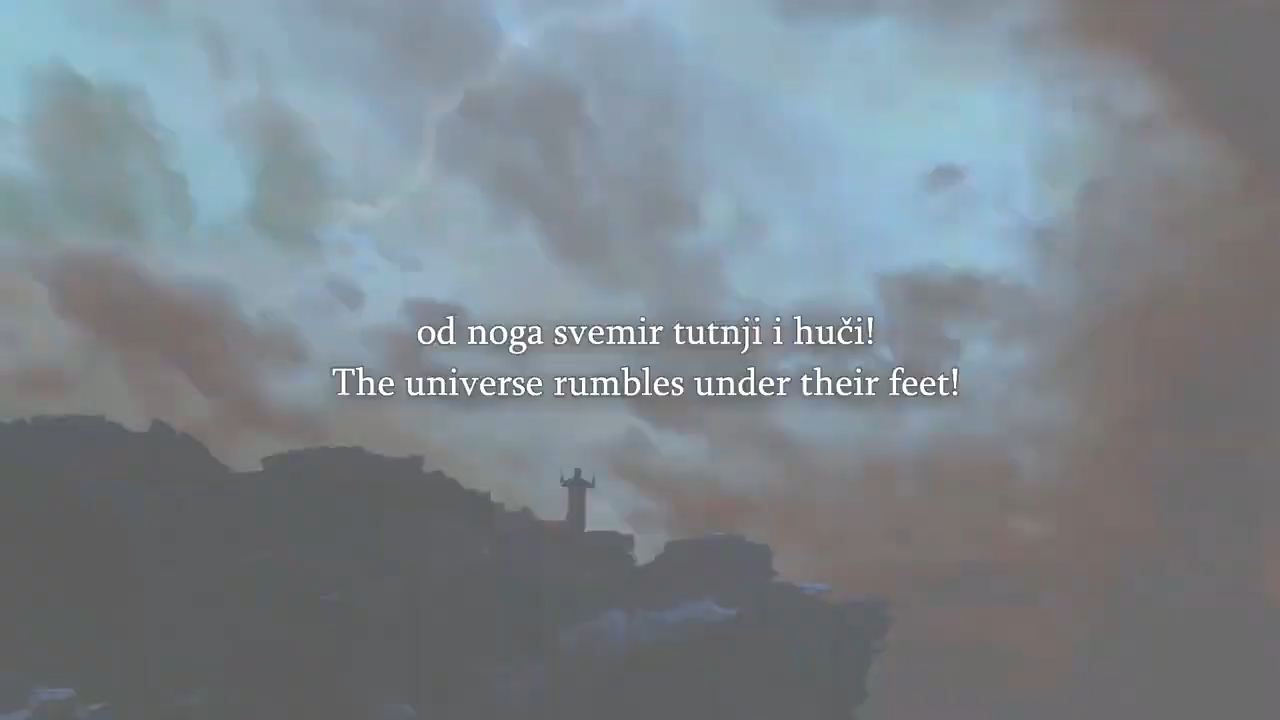 od noga svemir tutnji i huči!
The universe rumbles under their feet!